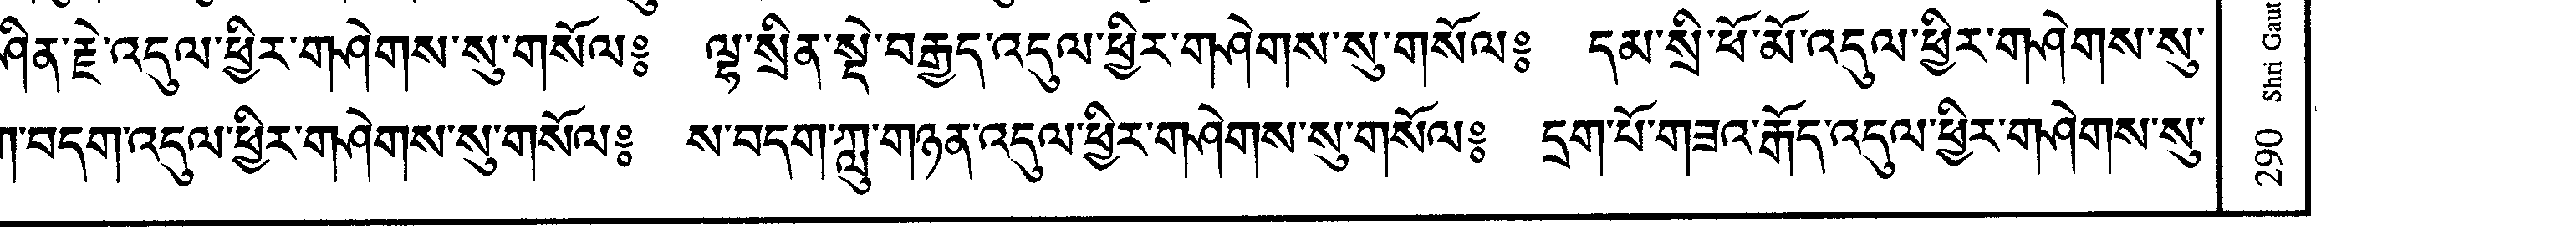 ཤིན་རྗེ་འདུལ་ཕྱིར་གཤེགས་སུ་གསོལ༔ ལྷ་སྲིན་སྡེ་བརྒྱད་འདུལ་ཕྱིར་གཤེགས་སུ་གསོལ༔ དམ་སྲི་ཕོ་མོ་འདུལ་ཕྱིར་གཤེགས་སུ་
བདག་འདུལ་ཕྱིར་གཤེགས་སུ་གསོལ༔ ས་བདག་ཀླུ་གཉན་འདུལ་ཕྱིར་གཤེགས་སུ་གསོལ༔ དྲག་པོ་གཟའ་རྒོད་འདུལ་ཕྱིར་གཤེགས་སུ་
290 Shri Gaut